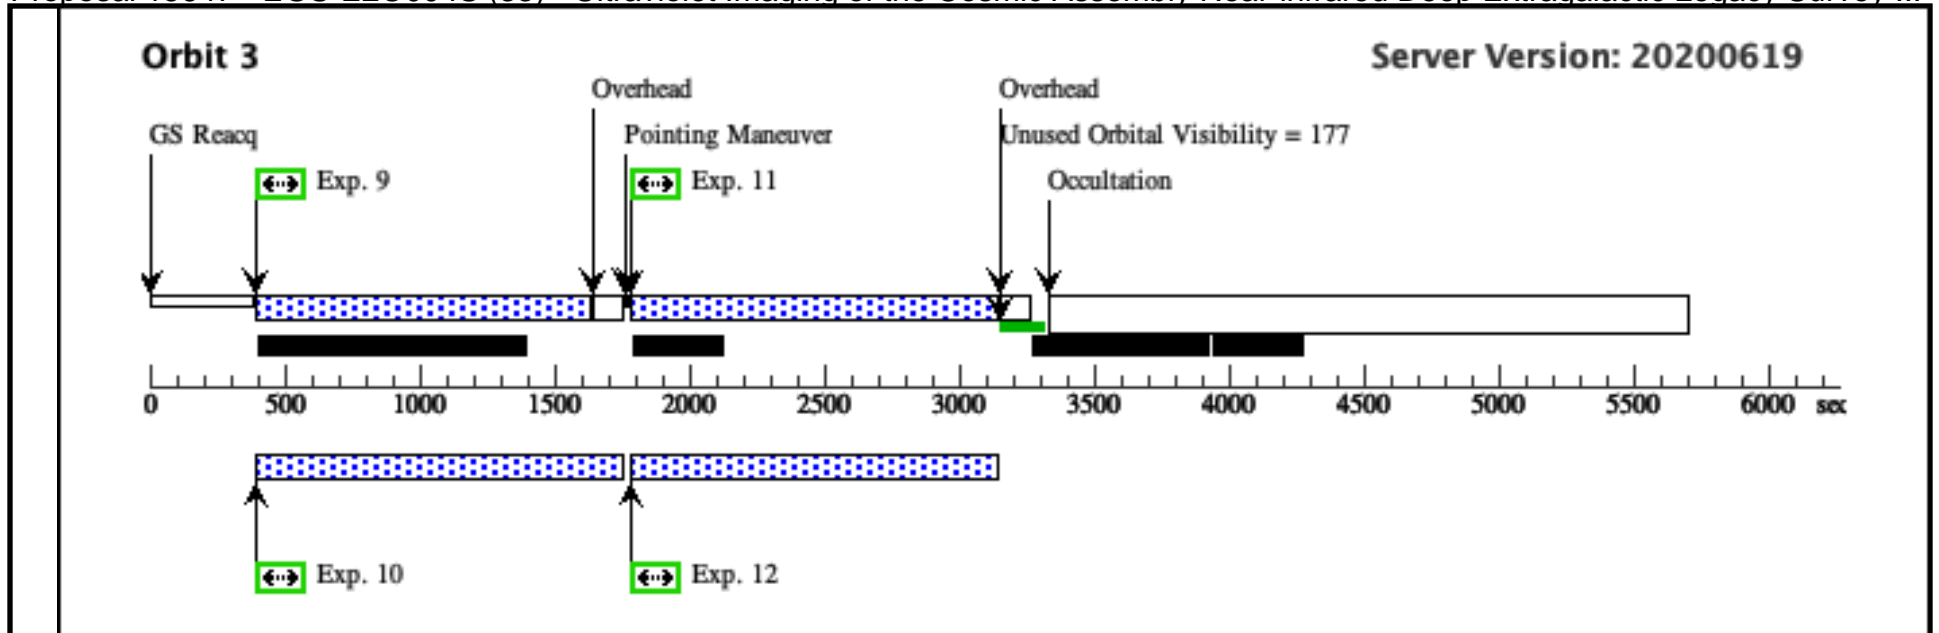 Orbit 3
Server Version: 20200619
Overhead
Overhead
GS Reacq
Pointing Maneuver
Unused Orbital Visibility = 177
Exp. 9
Exp. 11
Occultation
0 500 1000 1500 2000 2500 3000 3500 4000 4500 5000 5500 6000 sec
Exp. 10
Exp. 12